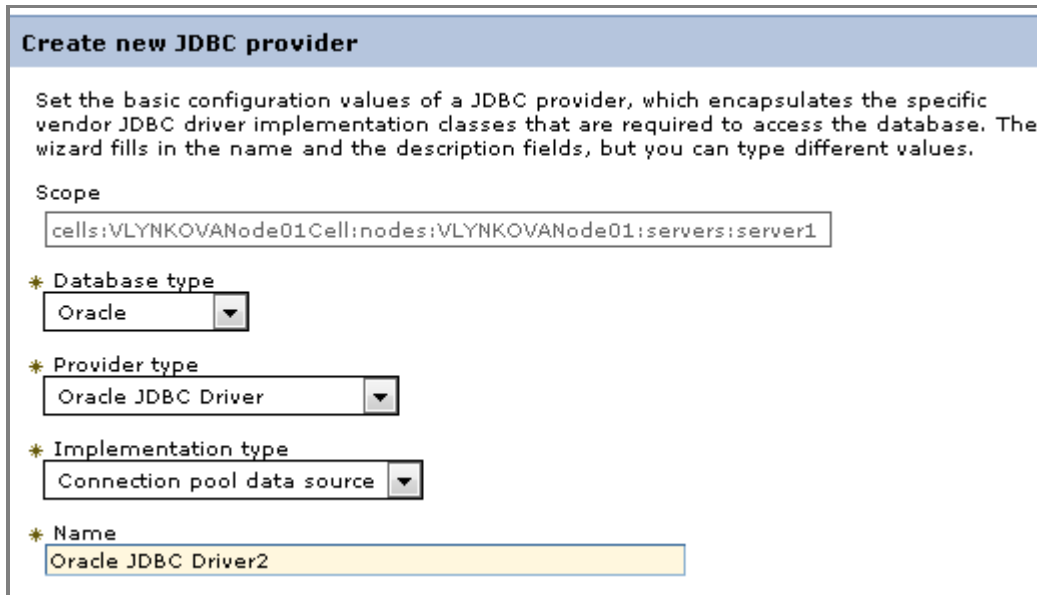 Create new JDBC provider
Set the basic configuration values of a JDBC provider, which encapsulates the specific
vendor JDBC driver implementation classes that are required to access the database. The
wizard fills in the name and the description fields, but you can type different values.
Scope
cells:VLYNKOVANode01Cell:nodes:VLYNKOVANode01:servers:server1
* Database type
Oracle
* Provider type
Oracle JDBC Driver
* Implementation type
Connection pool data source
* Name
Oracle JDBC Driver2